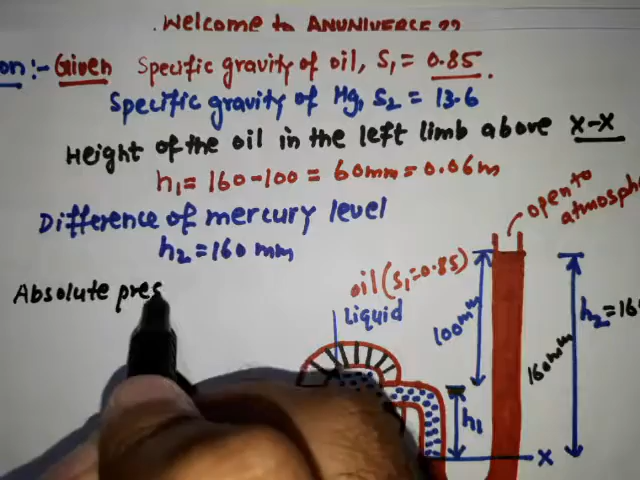 Welcome to ANUNIVERSE 22
on:- Given Specific gravity of oil, S₁ = 0.85.
Specific gravity of Hg, S₂ = 13.6
Height of the oil in the left limb above X-X
h₁ = 160-100 = 60mm = 0.06m
Difference of mercury level
h₂ = 160 mm
Absolute pres
open to
atmosphe
oil (S₁=0.85)
Liquid
100mm
h₂=16
160mm
h₁
X